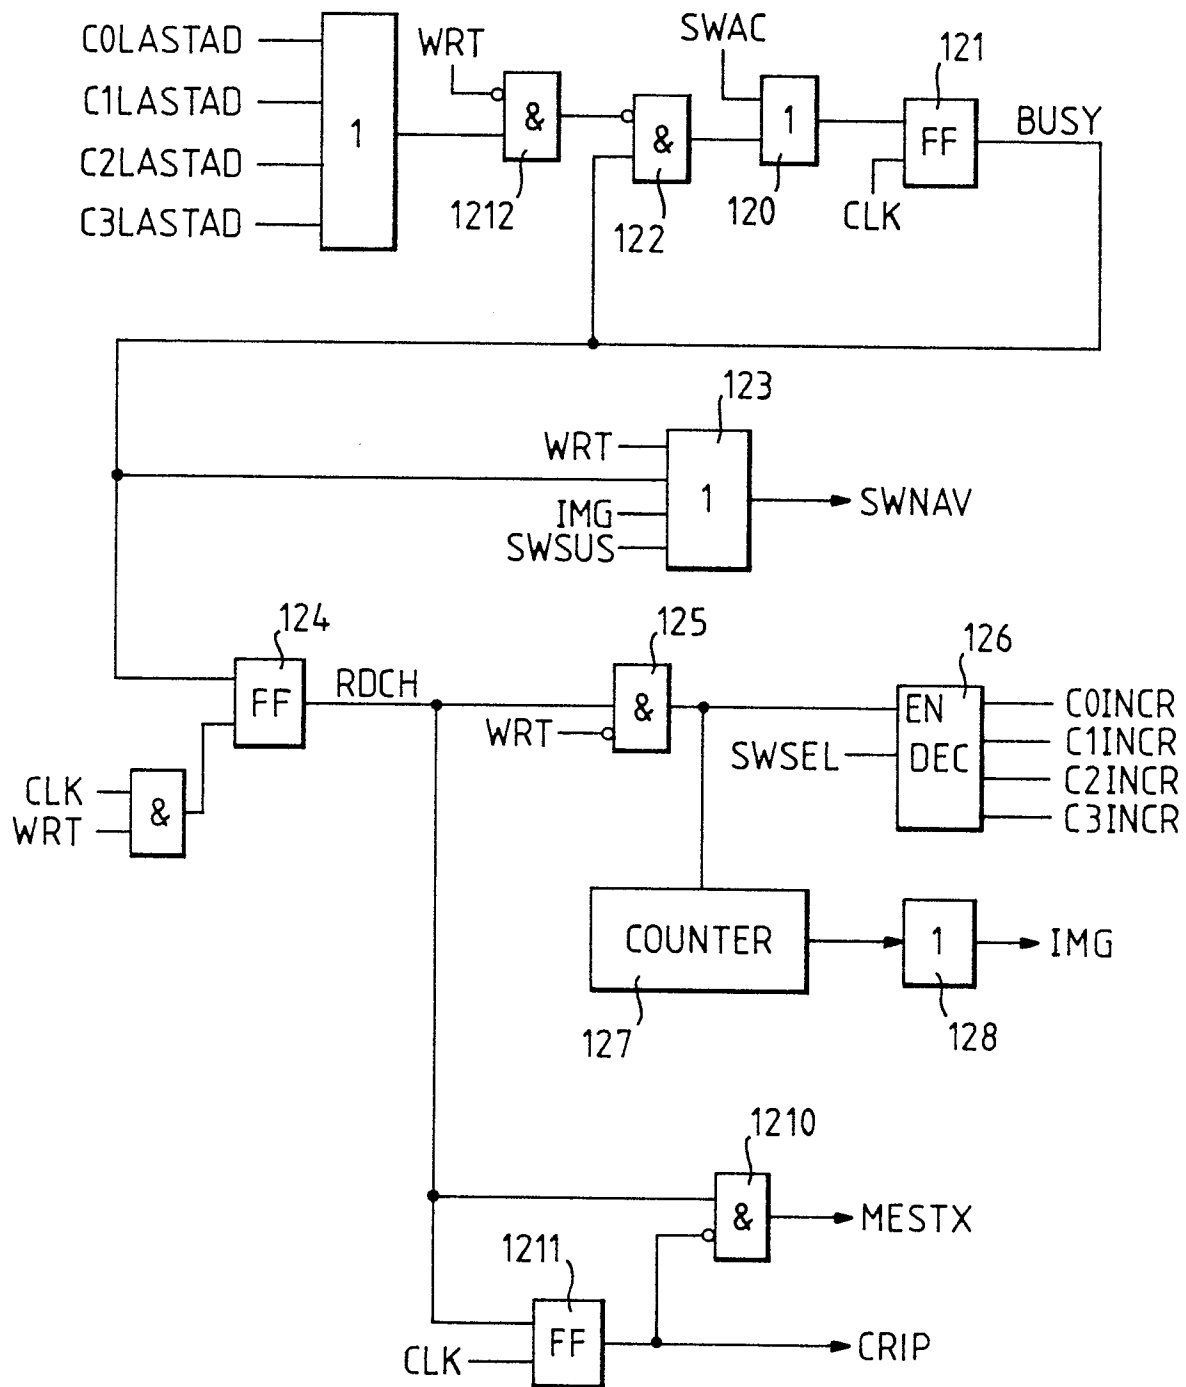 C0LASTAD
C1LASTAD
C2LASTAD
C3LASTAD
1
WRT
&
1212
&
122
SWAC
1
120
121
FF
CLK
BUSY
123
WRT
IMG
SWSUS
1
SWNAV
124
FF
RDCH
CLK
WRT
&
125
&
WRT
126
EN
DEC
SWSEL
C0INCR
C1INCR
C2INCR
C3INCR
COUNTER
127
1
128
IMG
1210
&
MESTX
1211
FF
CLK
CRIP